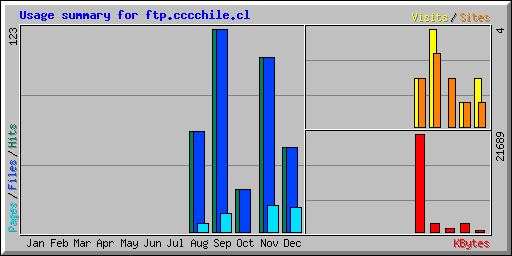 Usage summary for ftp.cccchile.cl
Visits/Sites
123
4
Pages/Files/Hits
21689
Jan Feb Mar Apr May Jun Jul Aug Sep Oct Nov Dec
KBytes